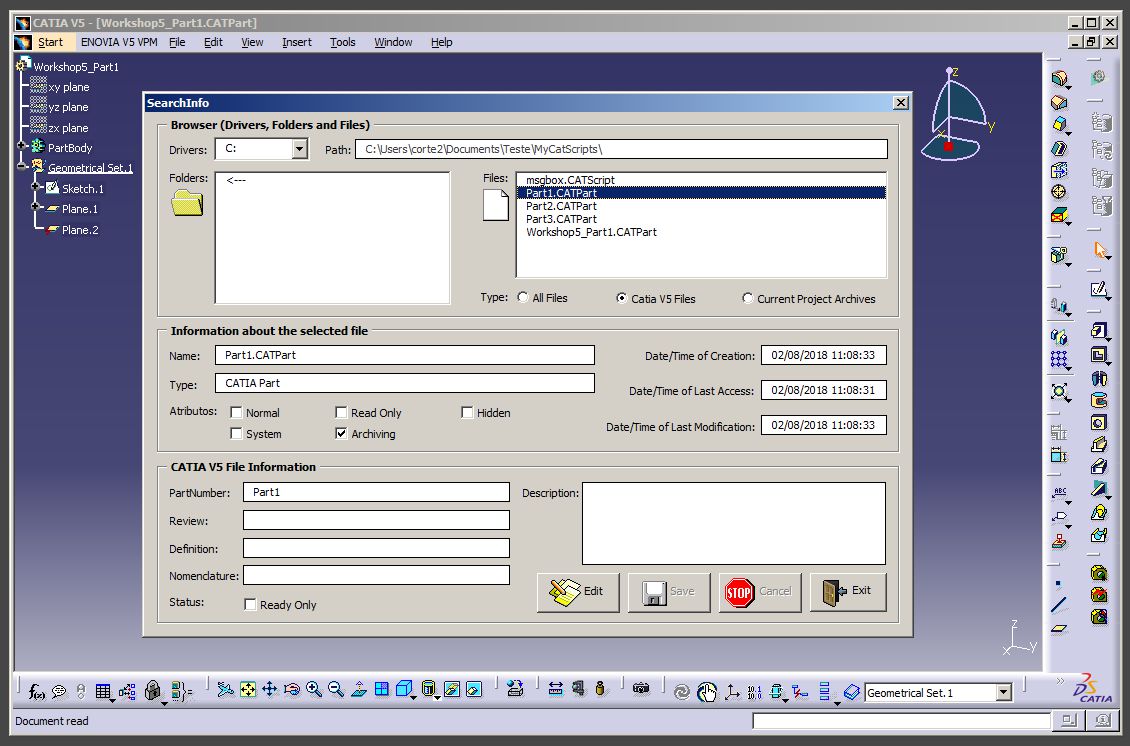 CATIA V5 - [Workshop5_Part1.CATPart]
Start ENOVIA V5 VPM File Edit View Insert Tools Window Help
Workshop5_Part1
xy plane
yz plane
zx plane
PartBody
Geometrical Set.1
Sketch.1
Plane.1
Plane.2
z
y
x
SearchInfo
Browser (Drivers, Folders and Files)
Drivers: C: Path: C:\Users\corte2\Documents\Teste\MyCatScripts\
Folders: <--- Files: msgbox.CATScript
Part1.CATPart
Part2.CATPart
Part3.CATPart
Workshop5_Part1.CATPart
Type: All Files Catia V5 Files Current Project Archives
Information about the selected file
Name: Part1.CATPart Date/Time of Creation: 02/08/2018 11:08:33
Type: CATIA Part Date/Time of Last Access: 02/08/2018 11:08:31
Atributos: Normal Read Only Hidden
System Archiving Date/Time of Last Modification: 02/08/2018 11:08:33
CATIA V5 File Information
PartNumber: Part1 Description:
Review:
Definition:
Nomenclature:
Status: Ready Only
Edit Save STOP Cancel Exit
ABC
z
x y
f(x) 10.1 Geometrical Set.1 DS CATIA
Document read